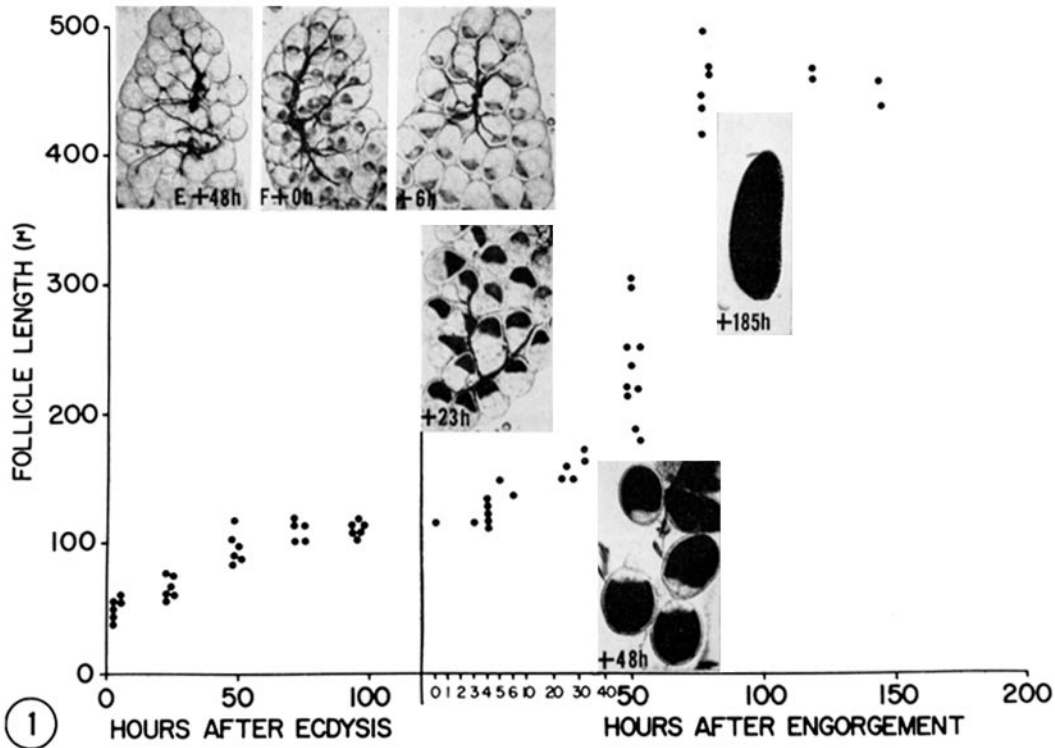 500
400
300
200
100
0
FOLLICLE LENGTH (μ)
E+48h
F+0h
+6h
+23h
+48h
+185h
0 50 100
0 1 2 3 4 5 6 10 20 30 40 50 100 150 200
1
HOURS AFTER ECDYSIS
HOURS AFTER ENGORGEMENT